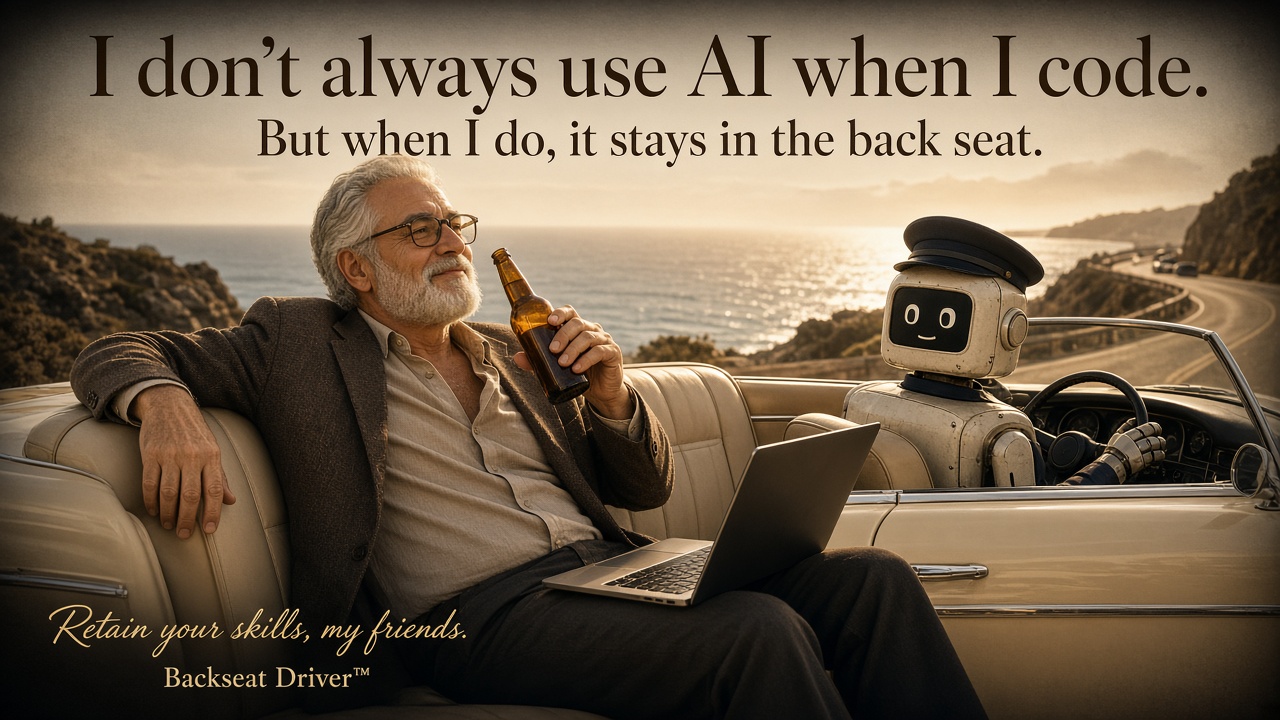 I don’t always use AI when I code.
But when I do, it stays in the back seat.
Retain your skills, my friends.
Backseat Driver™